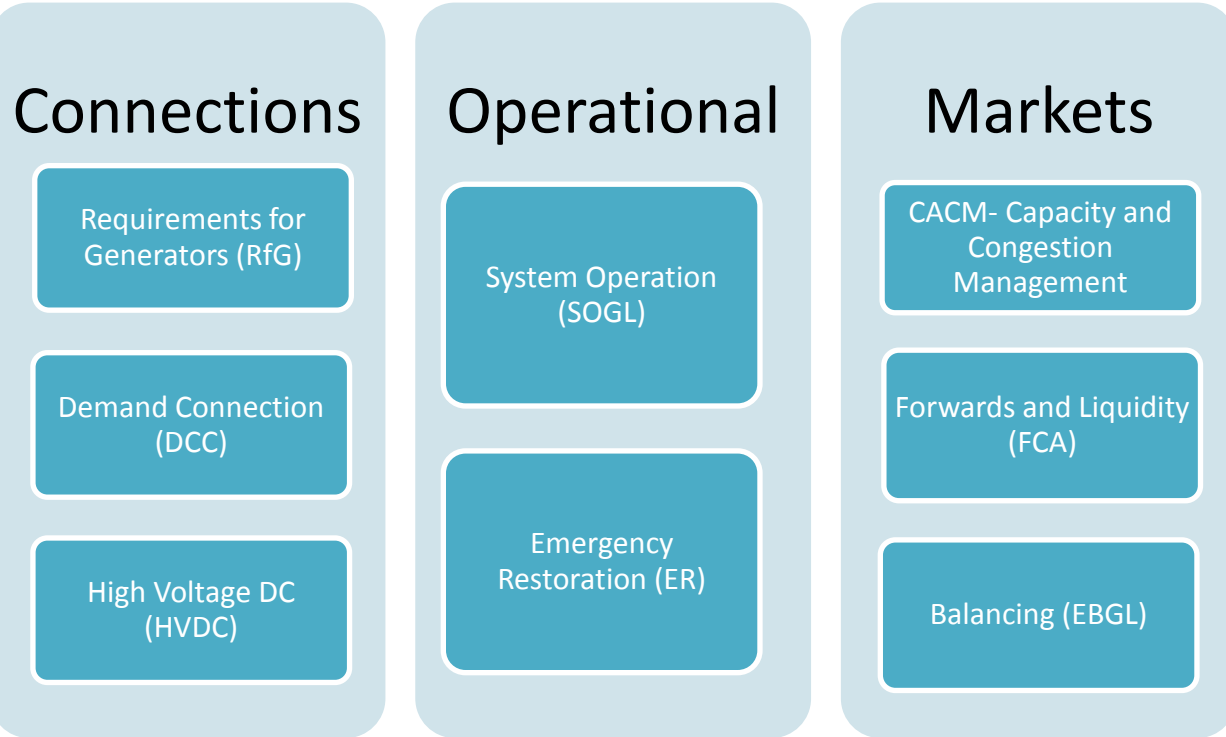 Connections
Requirements for
Generators (RfG)
Demand Connection
(DCC)
High Voltage DC
(HVDC)
Operational
System Operation
(SOGL)
Emergency
Restoration (ER)
Markets
CACM- Capacity and
Congestion
Management
Forwards and Liquidity
(FCA)
Balancing (EBGL)